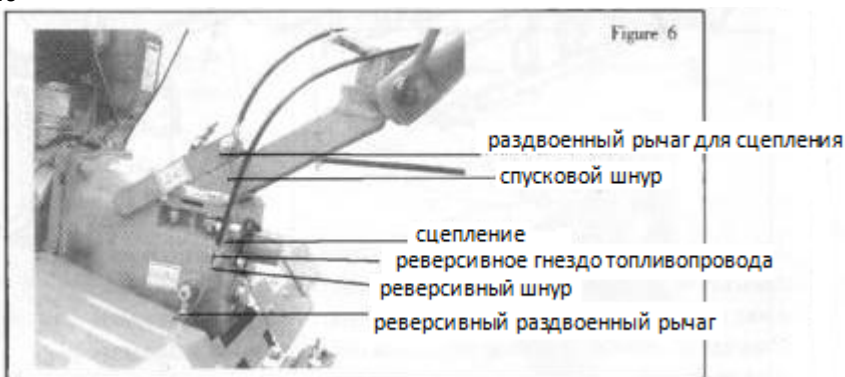 Figure 6
раздвоенный рычаг для сцепления
спусковой шнур
сцепление
реверсивное гнездо топливопровода
реверсивный шнур
реверсивный раздвоенный рычаг